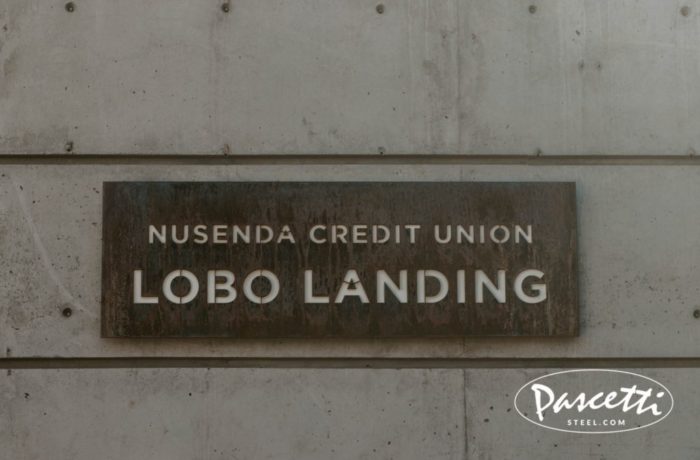 NUSENDA CREDIT UNION
LOBO LANDING
Pascetti
STEEL.COM